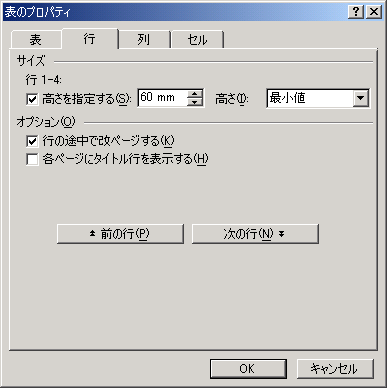 表のプロパティ
表 行 列 セル
サイズ
行 1-4:
高さを指定する(S): 60 mm 高さ(I): 最小値
オプション(O)
行の途中で改ページする(K)
各ページにタイトル行を表示する(H)
前の行(P) 次の行(N)
OK キャンセル